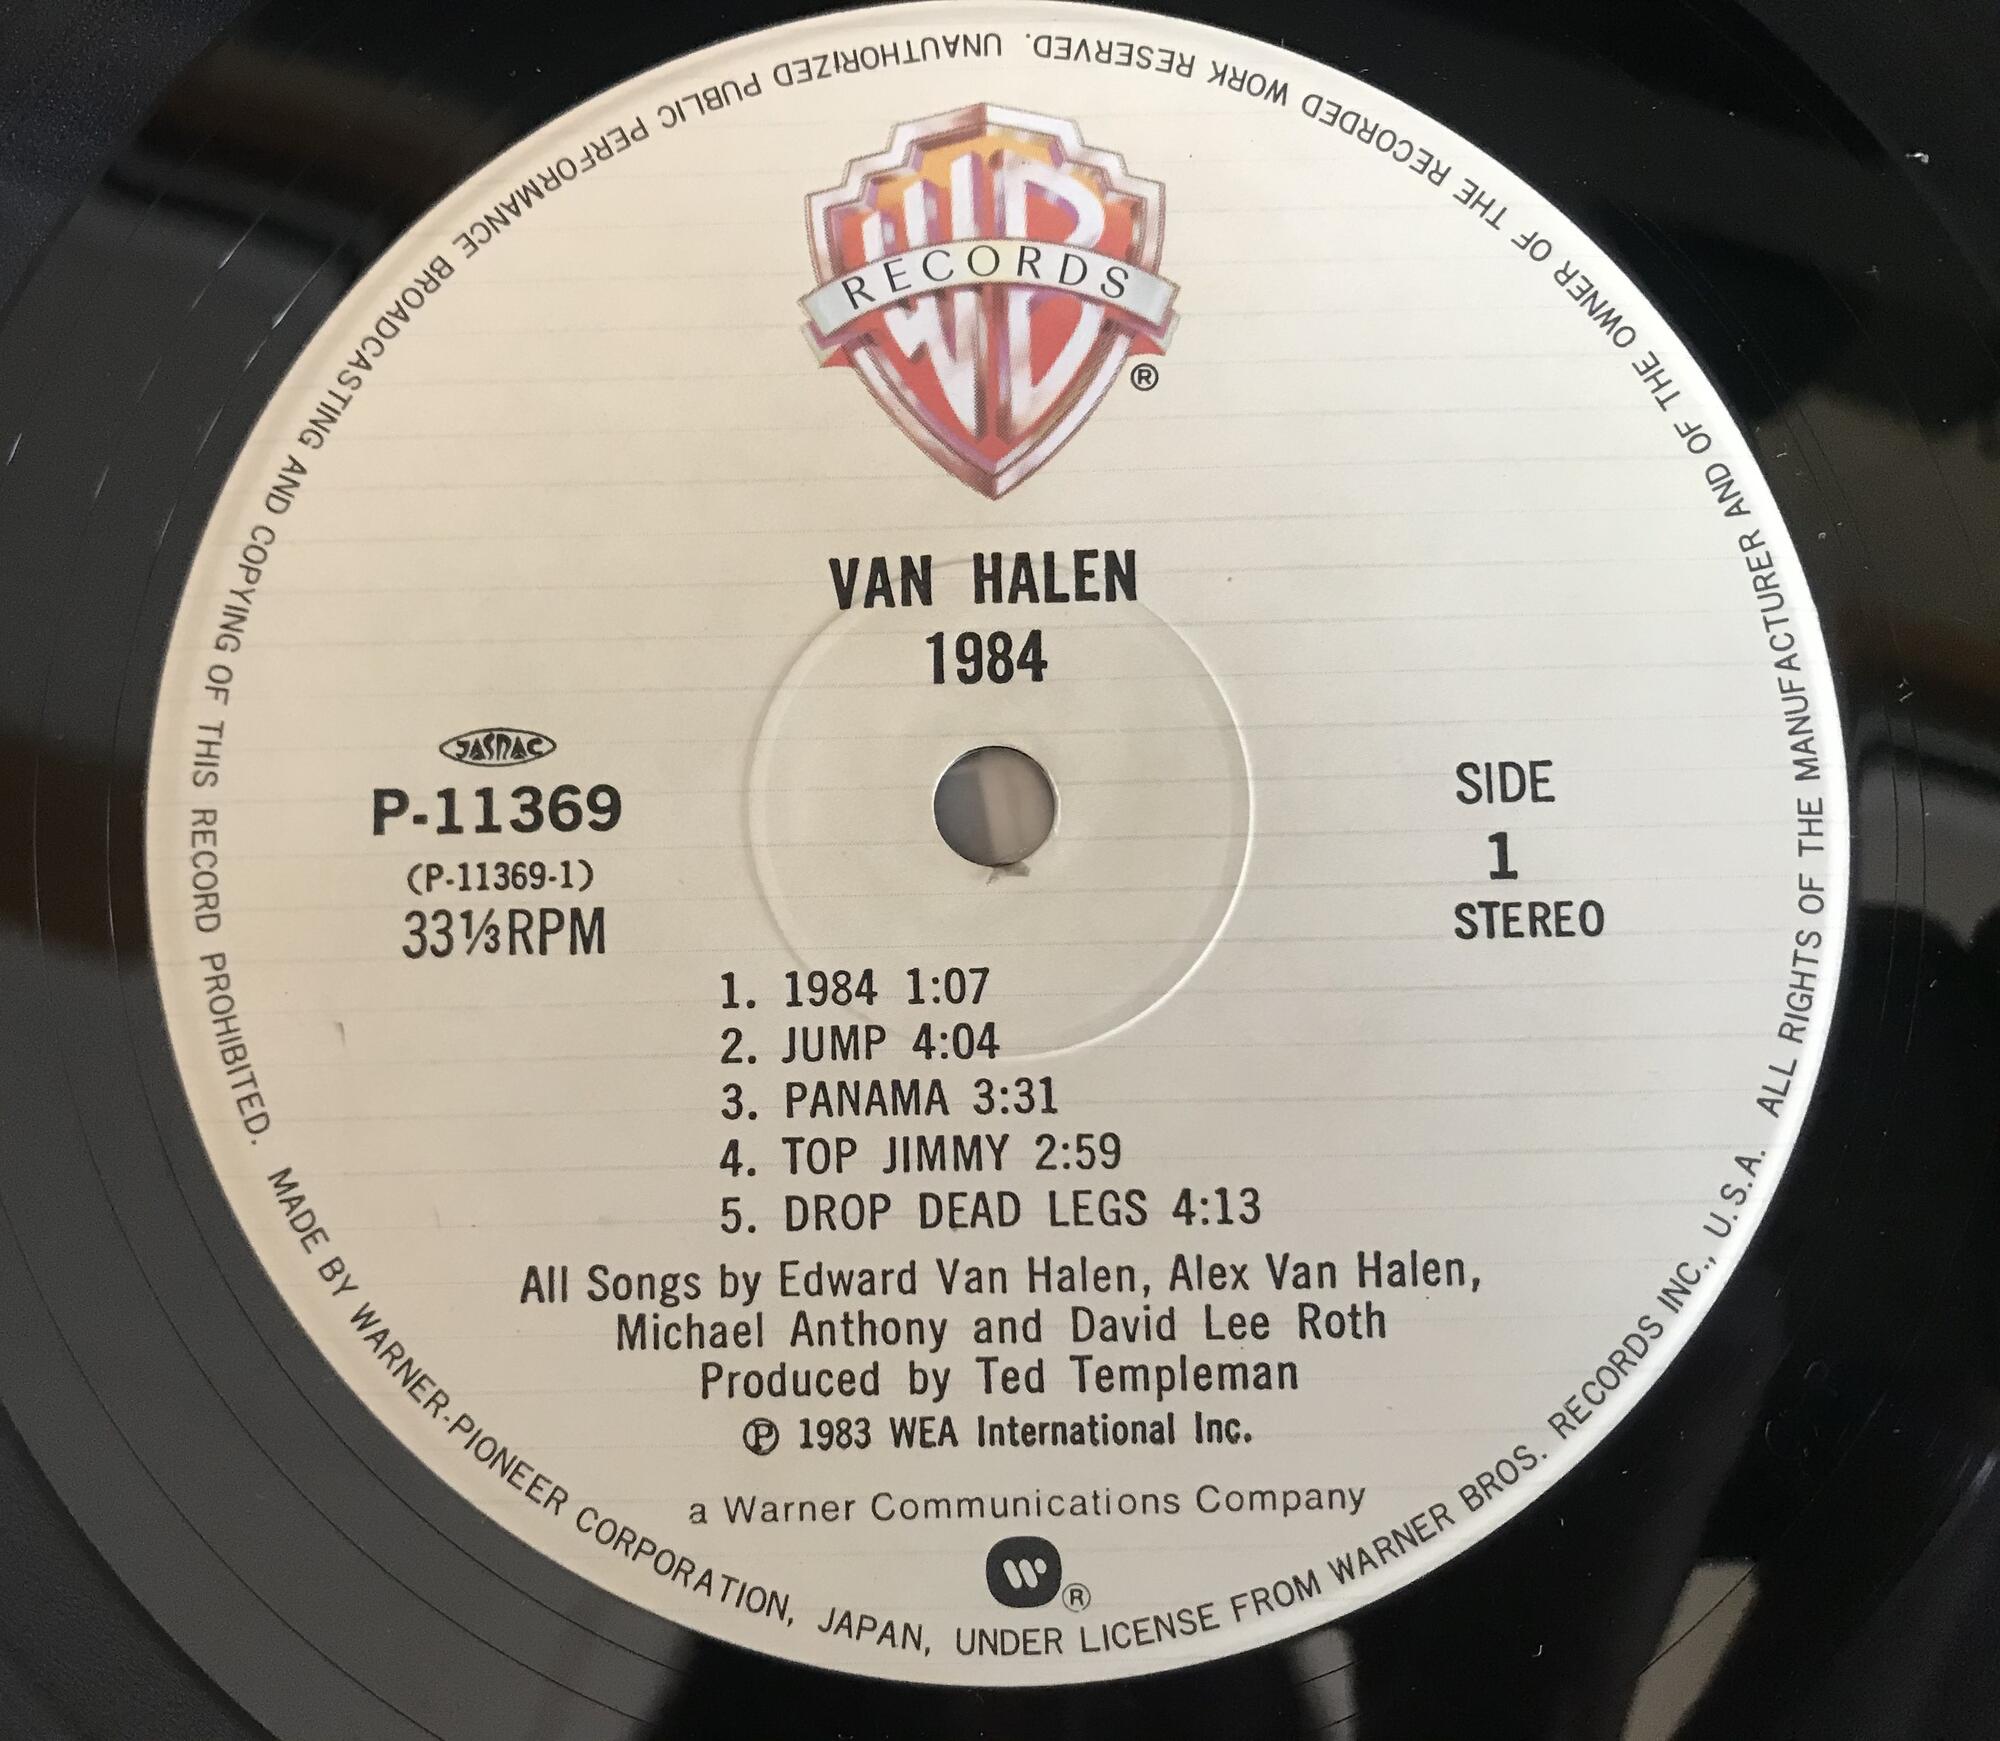 WB
RECORDS
®
VAN HALEN
1984
JASRAC
P-11369
(P-11369-1)
33⅓RPM
SIDE
1
STEREO
1. 1984 1:07
2. JUMP 4:04
3. PANAMA 3:31
4. TOP JIMMY 2:59
5. DROP DEAD LEGS 4:13
All Songs by Edward Van Halen, Alex Van Halen,
Michael Anthony and David Lee Roth
Produced by Ted Templeman
℗ 1983 WEA International Inc.
a Warner Communications Company
W®
MADE BY WARNER-PIONEER CORPORATION, JAPAN, UNDER LICENSE FROM WARNER BROS. RECORDS INC., U.S.A. ALL RIGHTS OF THE MANUFACTURER AND OF THE OWNER OF THE RECORDED WORK RESERVED. UNAUTHORIZED PUBLIC PERFORMANCE BROADCASTING AND COPYING OF THIS RECORD PROHIBITED.